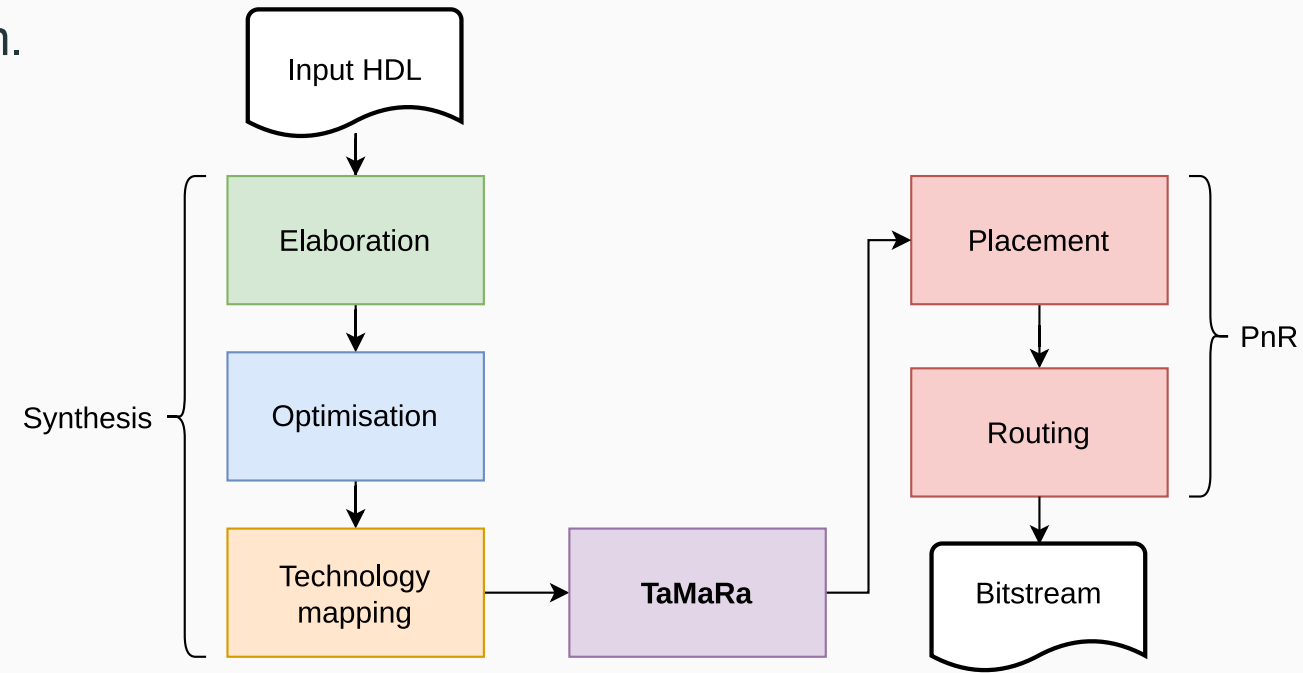 n.
Input HDL
Elaboration
Synthesis
Optimisation
Technology
mapping
TaMaRa
Placement
PnR
Routing
Bitstream